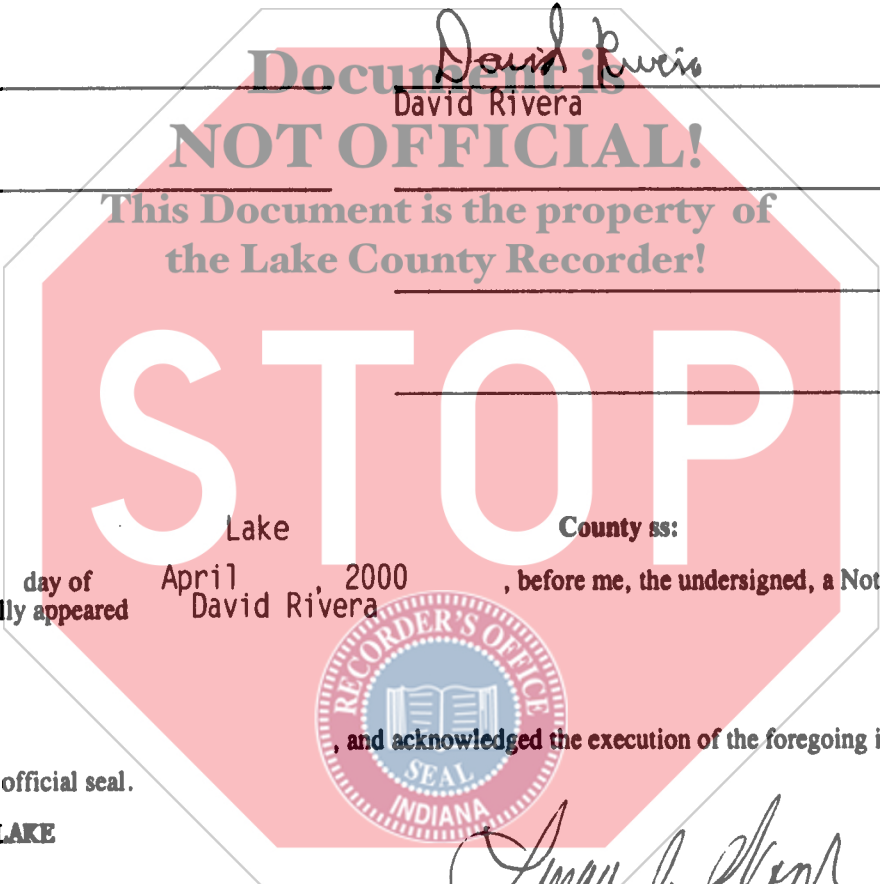 David Rivera
Document is
David Rivera
NOT OFFICIAL!
This Document is the property of
the Lake County Recorder!
STOP
Lake County ss:
day of April , 2000 , before me, the undersigned, a Not
lly appeared David Rivera
RECORDER'S OFFICE
, and acknowledged the execution of the foregoing i
SEAL
official seal.
INDIANA
LAKE